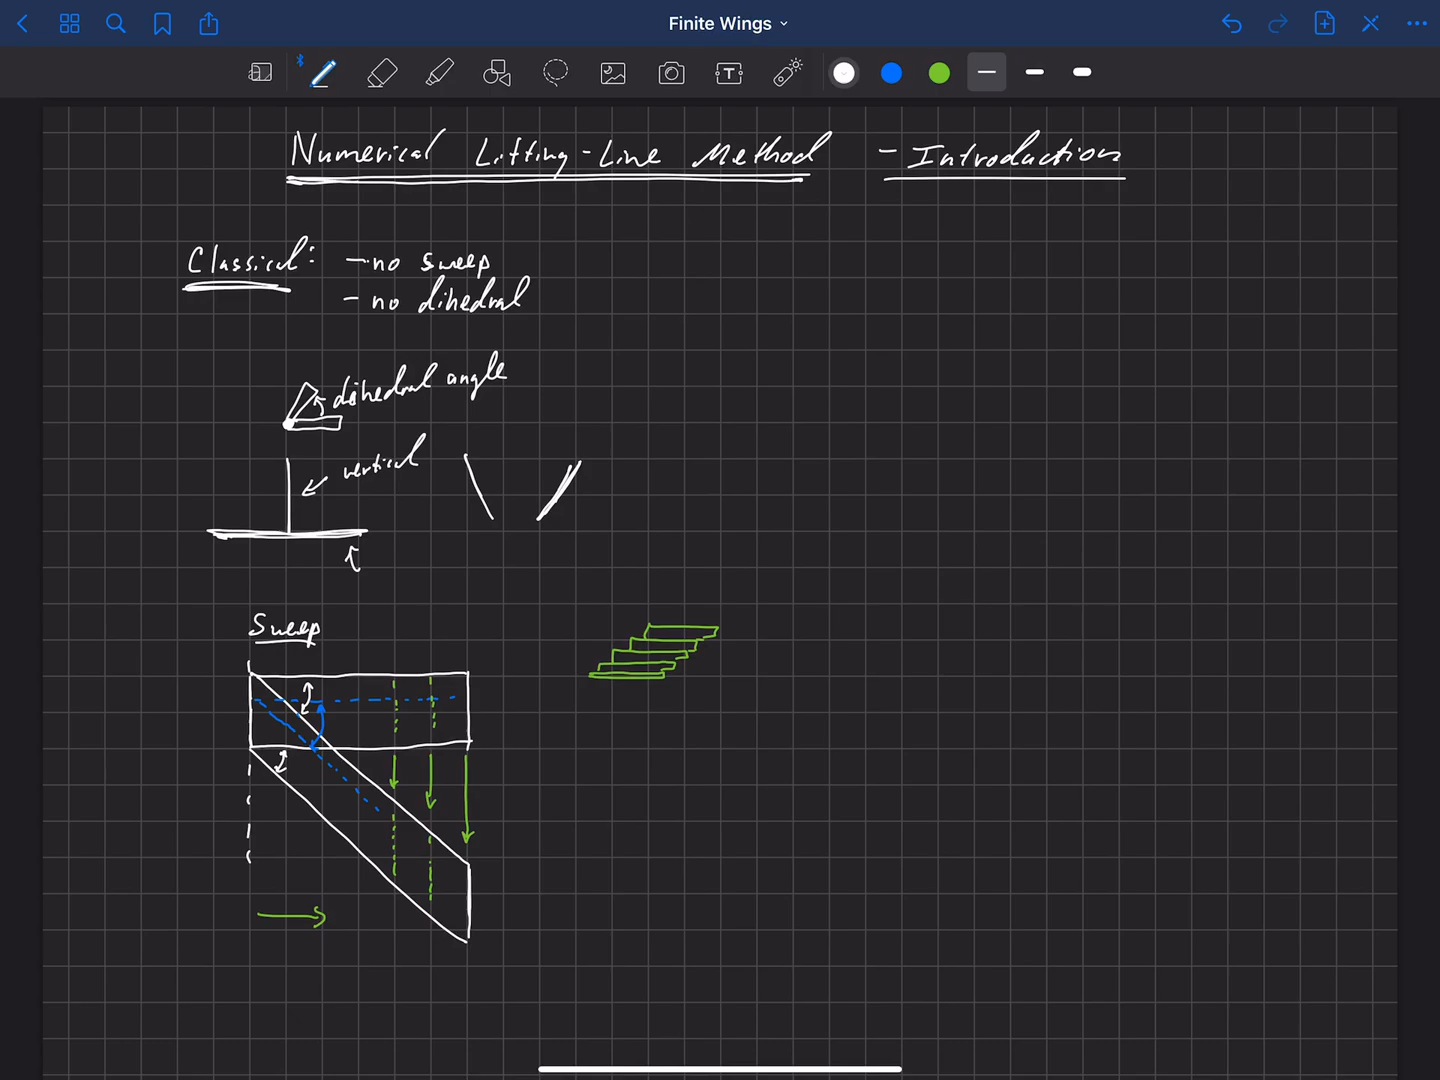 Finite Wings
T
Numerical Lifting-Line Method - Introduction
Classical: - no sweep
- no dihedral
dihedral angle
vertical
Sweep